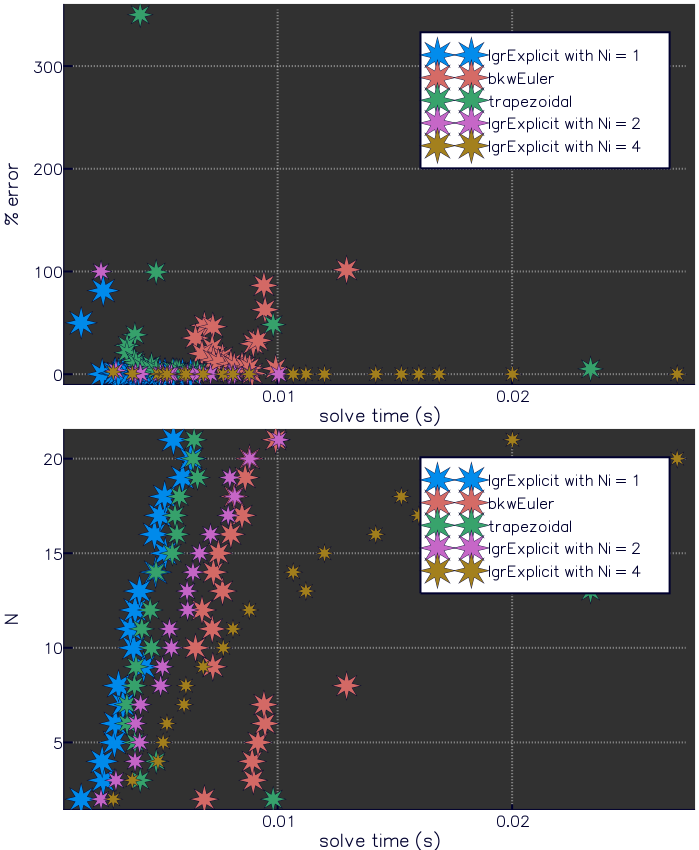 % error
300
200
100
0
lgrExplicit with Ni = 1
bkwEuler
trapezoidal
lgrExplicit with Ni = 2
lgrExplicit with Ni = 4
0.01
0.02
solve time (s)
N
20
15
10
5
lgrExplicit with Ni = 1
bkwEuler
trapezoidal
lgrExplicit with Ni = 2
lgrExplicit with Ni = 4
0.01
0.02
solve time (s)